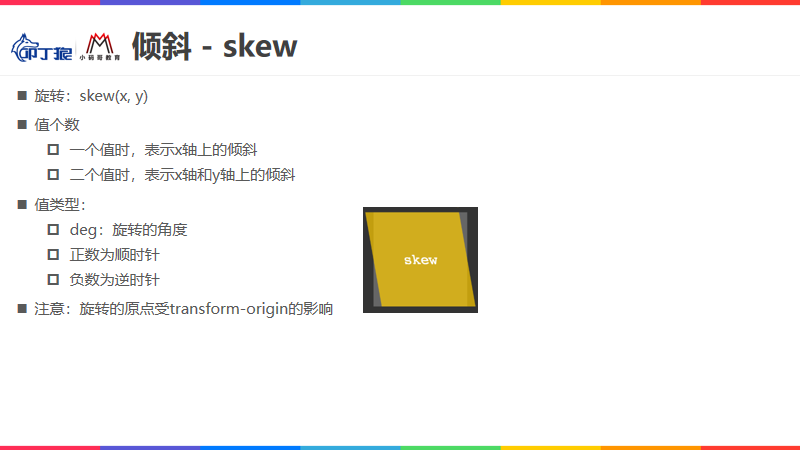 叩丁狼
小码哥教育
倾斜 - skew
旋转：skew(x, y)
值个数
一个值时，表示x轴上的倾斜
二个值时，表示x轴和y轴上的倾斜
值类型：
deg：旋转的角度
正数为顺时针
负数为逆时针
skew
注意：旋转的原点受transform-origin的影响